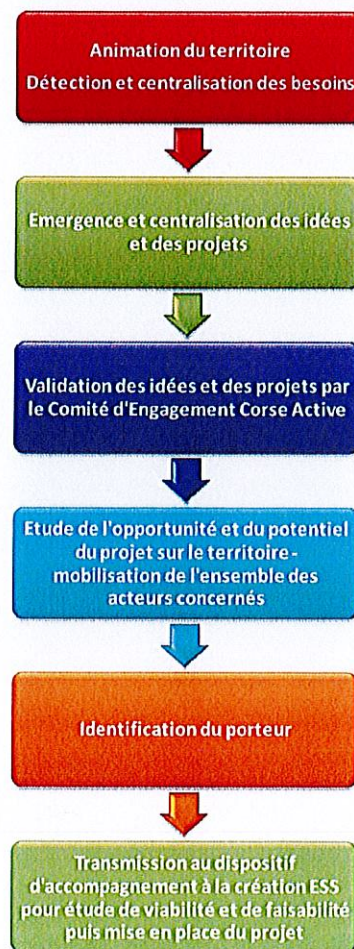 Animation du territoire
Détection et centralisation des besoins
Emergence et centralisation des idées
et des projets
Validation des idées et des projets par
le Comité d'Engagement Corse Active
Etude de l'opportunité et du potentiel
du projet sur le territoire -
mobilisation de l'ensemble des
acteurs concernés
Identification du porteur
Transmission au dispositif
d'accompagnement à la création ESS
pour étude de viabilité et de faisabilité
puis mise en place du projet